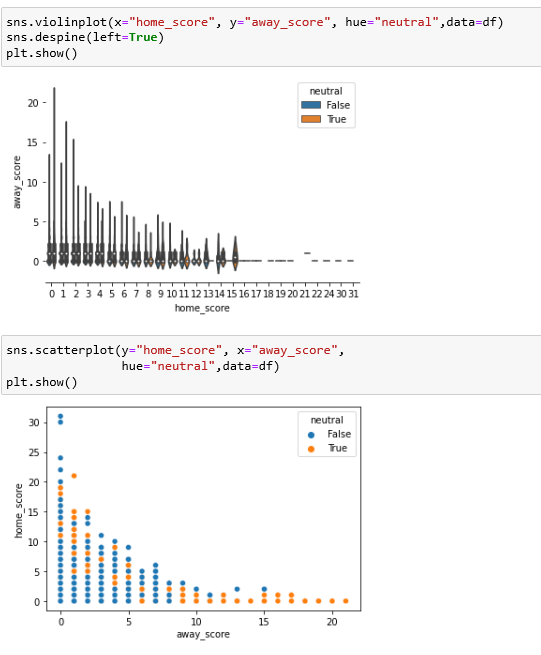 sns.violinplot(x="home_score", y="away_score", hue="neutral",data=df)
sns.despine(left=True)
plt.show()
neutral
False
True
20
15
10
5
0
away_score
0 1 2 3 4 5 6 7 8 9 10 11 12 13 14 15 16 17 18 19 20 21 22 24 30 31
home_score
sns.scatterplot(y="home_score", x="away_score",
hue="neutral",data=df)
plt.show()
neutral
False
True
30
25
20
15
10
5
0
home_score
0 5 10 15 20
away_score